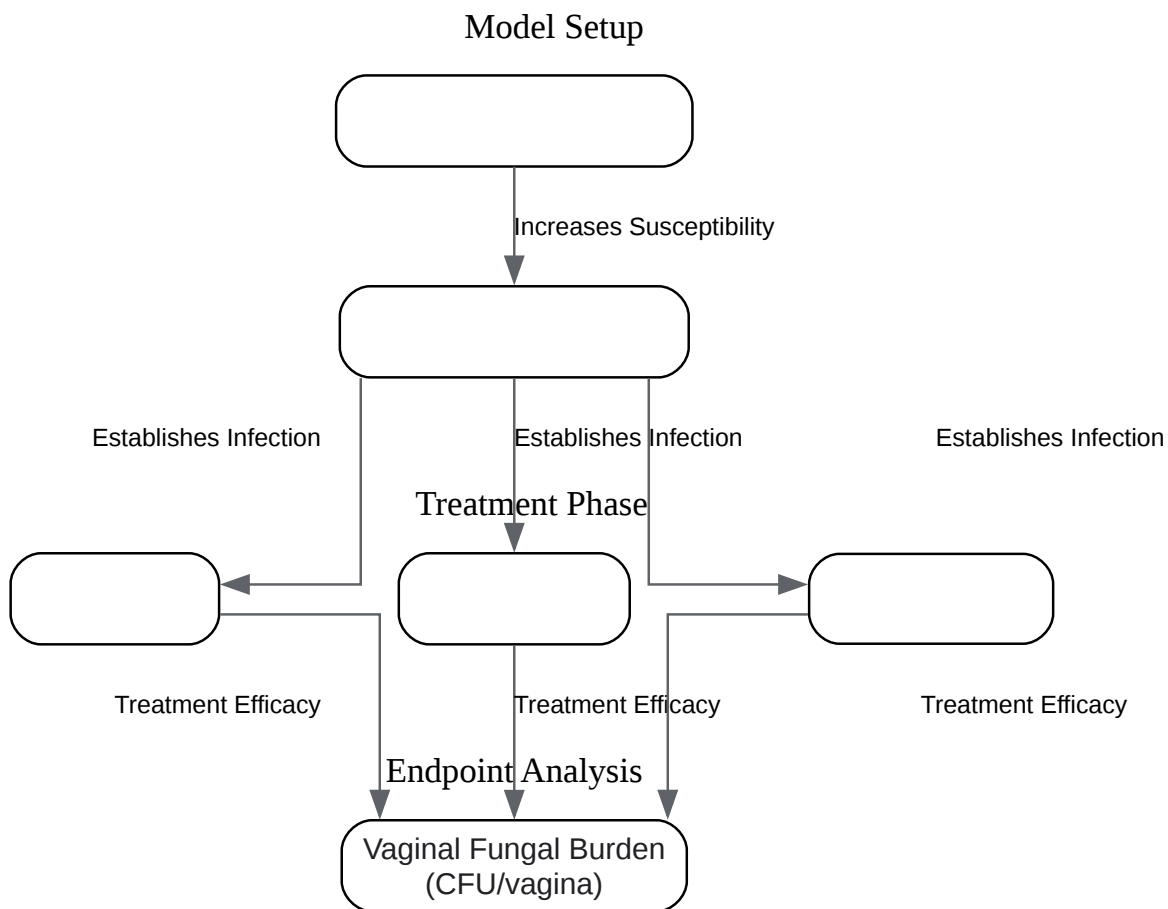 Model Setup
Increases Susceptibility
Establishes Infection
Establishes Infection
Establishes Infection
Treatment Phase
Treatment Efficacy
Treatment Efficacy
Treatment Efficacy
Endpoint Analysis
Vaginal Fungal Burden
(CFU/vagina)